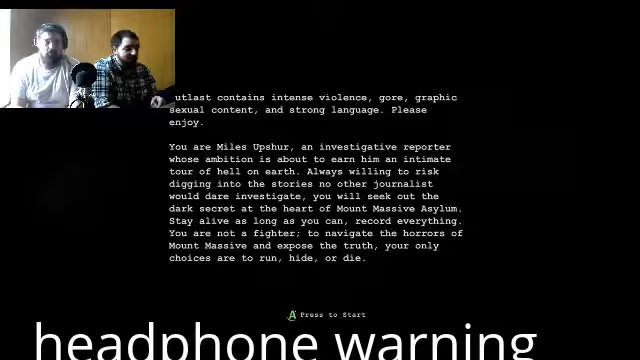 utlast contains intense violence, gore, graphic
sexual content, and strong language. Please
enjoy.
You are Miles Upshur, an investigative reporter
whose ambition is about to earn him an intimate
tour of hell on earth. Always willing to risk
digging into the stories no other journalist
would dare investigate, you will seek out the
dark secret at the heart of Mount Massive Asylum.
Stay alive as long as you can, record everything.
You are not a fighter; to navigate the horrors of
Mount Massive and expose the truth, your only
choices are to run, hide, or die.
A Press to Start
headphone warning